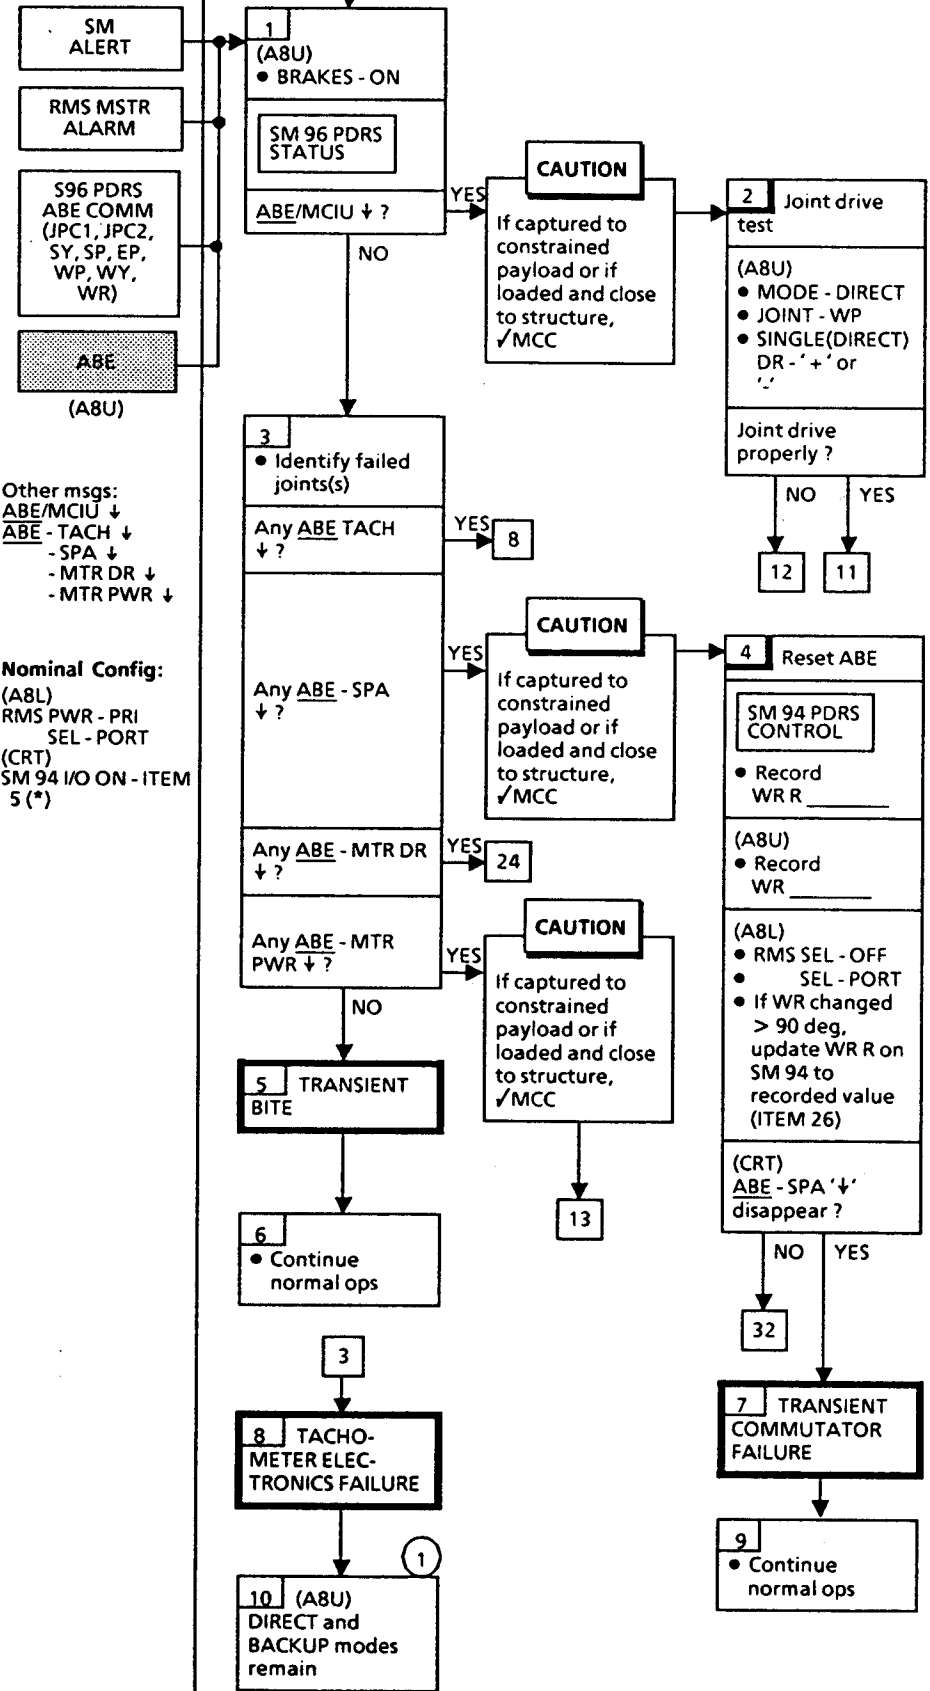 SM
ALERT
RMS MSTR
ALARM
S96 PDRS
ABE COMM
(JPC1, JPC2,
SY, SP, EP,
WP, WY,
WR)
ABE
(A8U)
Other msgs:
ABE/MCIU ↓
ABE - TACH ↓
- SPA ↓
- MTR DR ↓
- MTR PWR ↓
Nominal Config:
(A8L)
RMS PWR - PRI
SEL - PORT
(CRT)
SM 94 I/O ON - ITEM
5 (*)
1
(A8U)
• BRAKES - ON
SM 96 PDRS
STATUS
ABE/MCIU ↓ ?
YES
NO
CAUTION
If captured to
constrained
payload or if
loaded and close
to structure,
✓MCC
2 Joint drive
test
(A8U)
• MODE - DIRECT
• JOINT - WP
• SINGLE(DIRECT)
DR - '+' or
'-'
Joint drive
properly ?
NO
YES
12
11
3
• Identify failed
joints(s)
Any ABE TACH
↓ ?
YES
8
Any ABE - SPA
↓ ?
YES
CAUTION
If captured to
constrained
payload or if
loaded and close
to structure,
✓MCC
4 Reset ABE
SM 94 PDRS
CONTROL
• Record
WR R ________
(A8U)
• Record
WR ________
(A8L)
• RMS SEL - OFF
• SEL - PORT
• If WR changed
> 90 deg,
update WR R on
SM 94 to
recorded value
(ITEM 26)
(CRT)
ABE - SPA '↓'
disappear ?
NO
YES
32
7 TRANSIENT
COMMUTATOR
FAILURE
9
• Continue
normal ops
Any ABE - MTR DR
↓ ?
YES
24
Any ABE - MTR
PWR ↓ ?
YES
NO
CAUTION
If captured to
constrained
payload or if
loaded and close
to structure,
✓MCC
13
5 TRANSIENT
BITE
6
• Continue
normal ops
3
8 TACHO-
METER ELEC-
TRONICS FAILURE
1
10 (A8U)
DIRECT and
BACKUP modes
remain